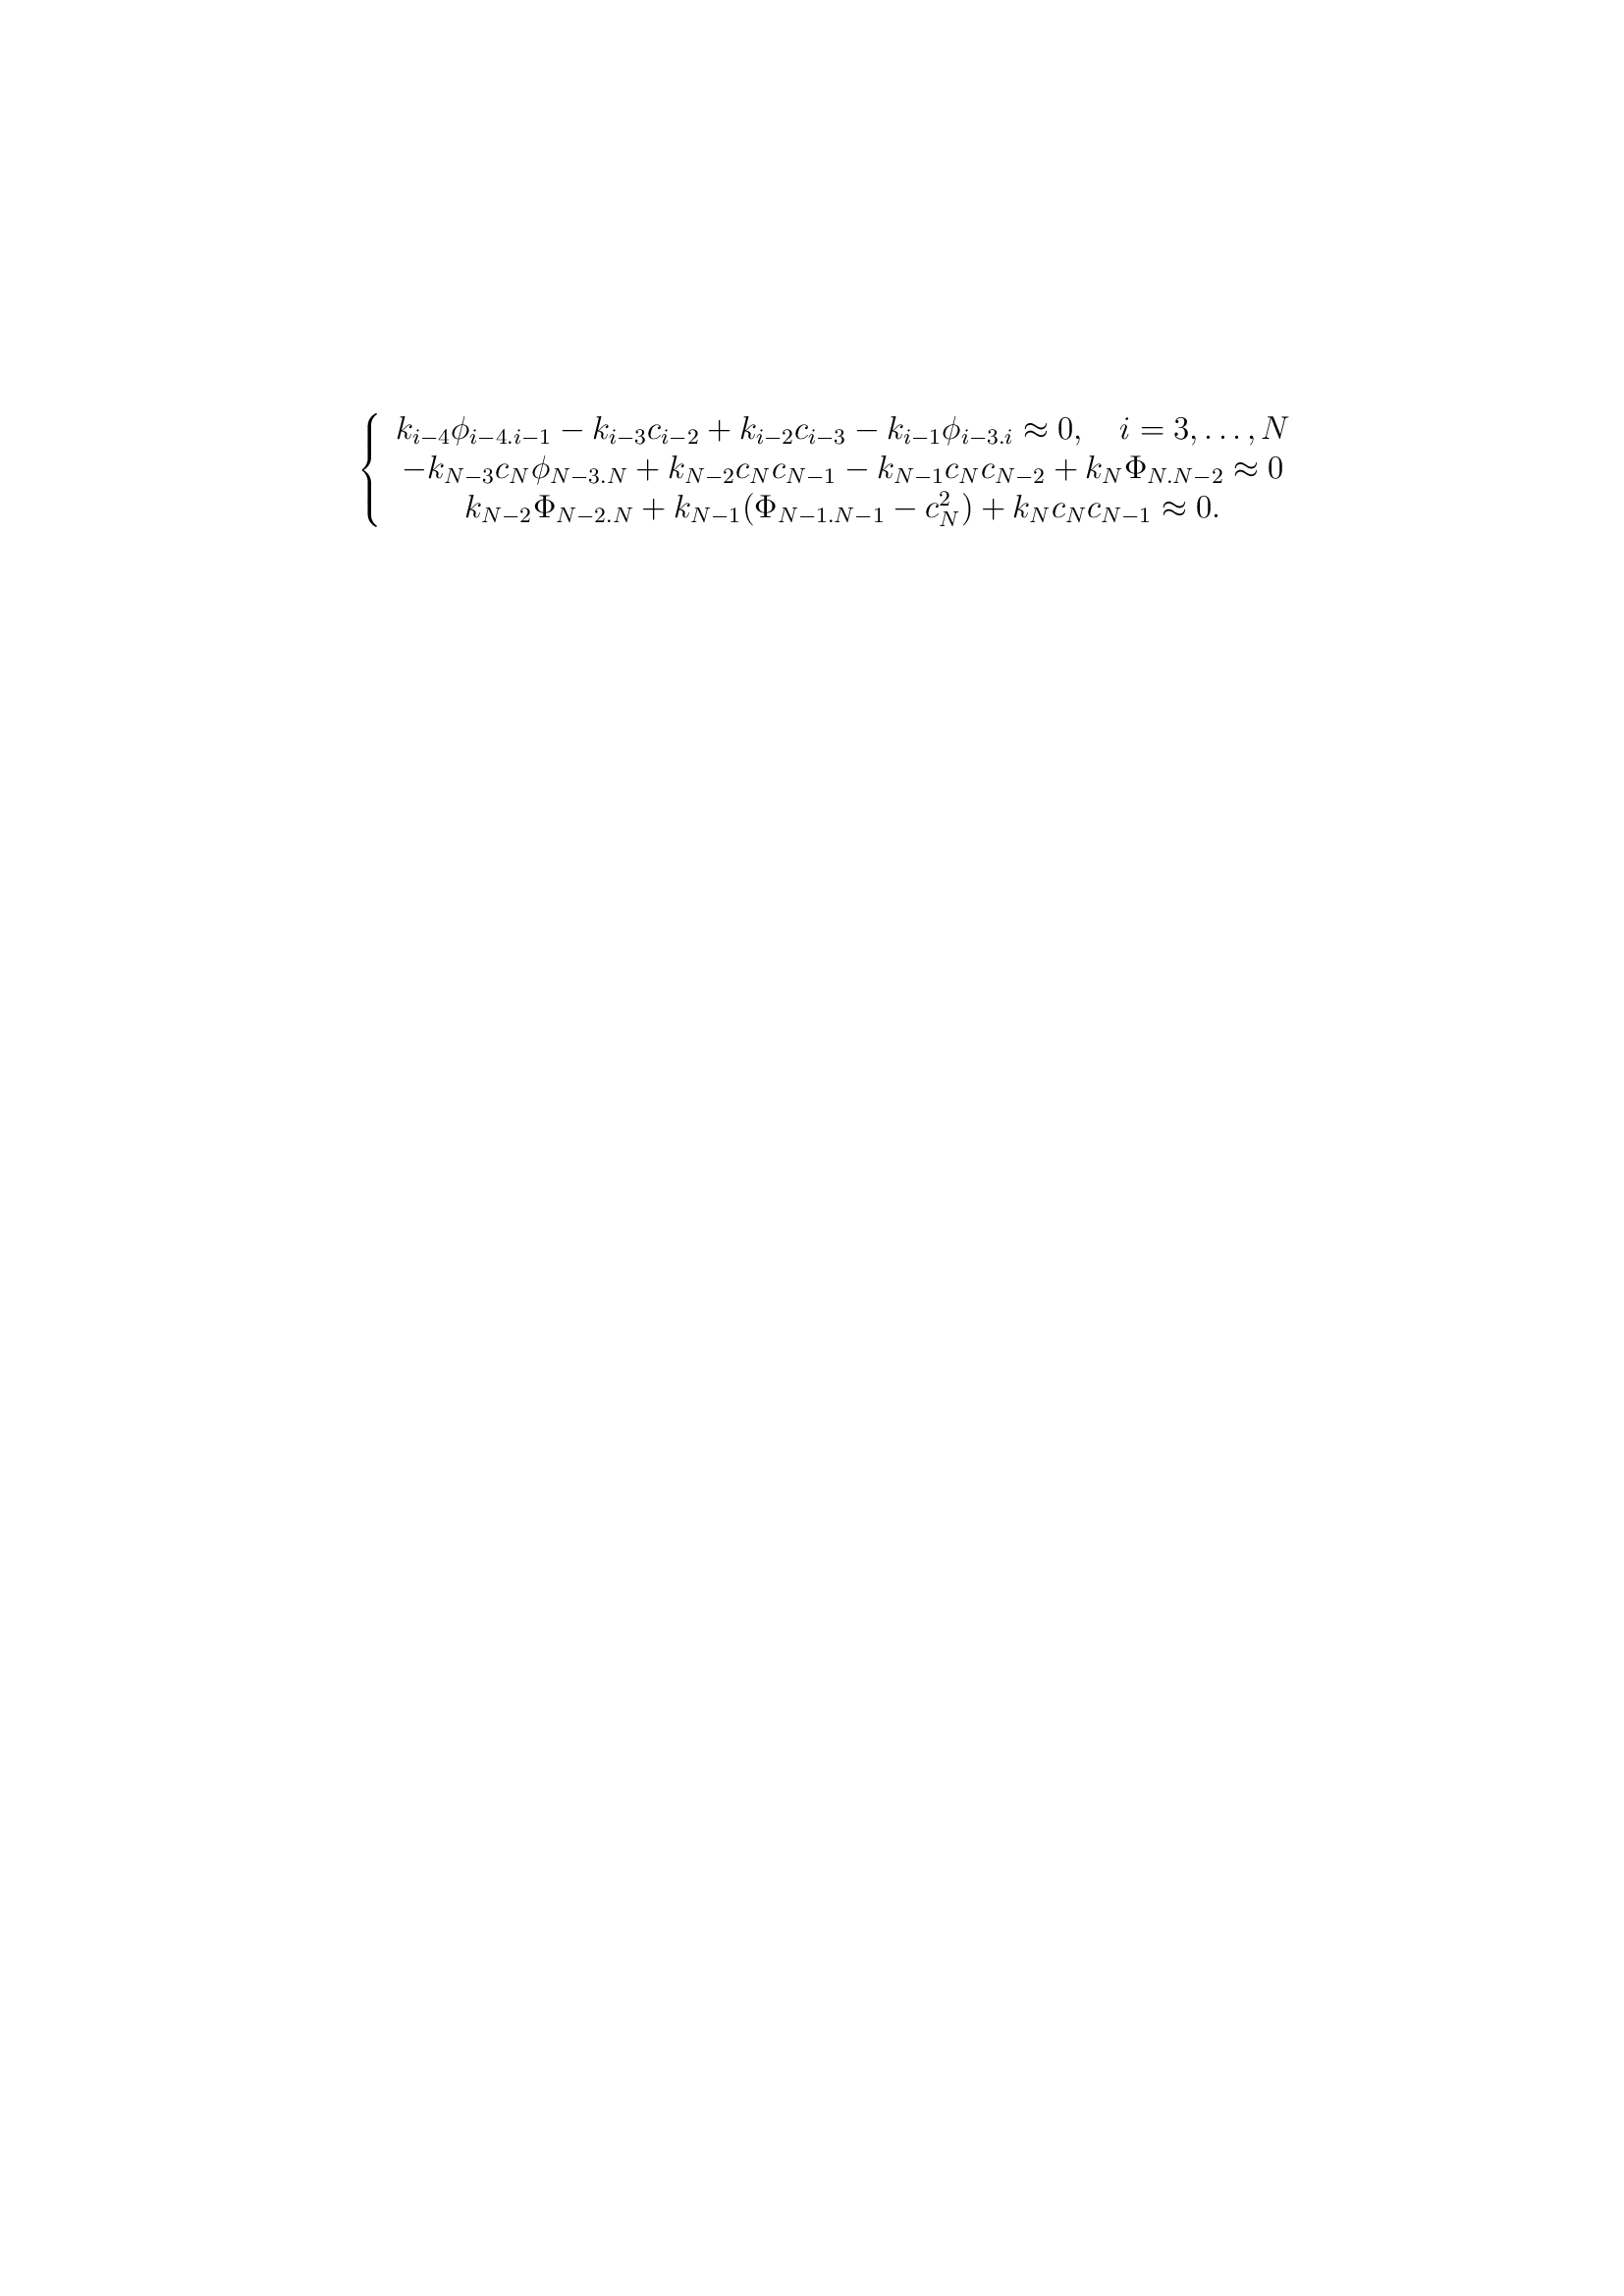 $$\left\{ \begin{array}{c} k_{i-4}\phi_{i-4.i-1} - k_{i-3}c_{i-2} + k_{i-2}c_{i-3} - k_{i-1}\phi_{i-3.i} \approx 0, \quad i = 3, \ldots, N \\
-k_{N-3}c_N\phi_{N-3.N} + k_{N-2}c_Nc_{N-1} - k_{N-1}c_Nc_{N-2} + k_N\Phi_{N.N-2} \approx 0 \\
k_{N-2}\Phi_{N-2.N} + k_{N-1}(\Phi_{N-1.N-1} - c_N^2) + k_Nc_Nc_{N-1} \approx 0. \end{array} \right.$$